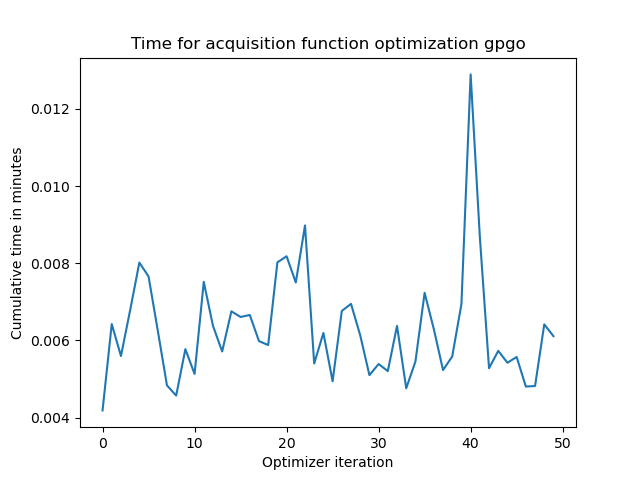 Time for acquisition function optimization gpgo
0.012
0.010
0.008
0.006
0.004
Cumulative time in minutes
0 10 20 30 40 50
Optimizer iteration